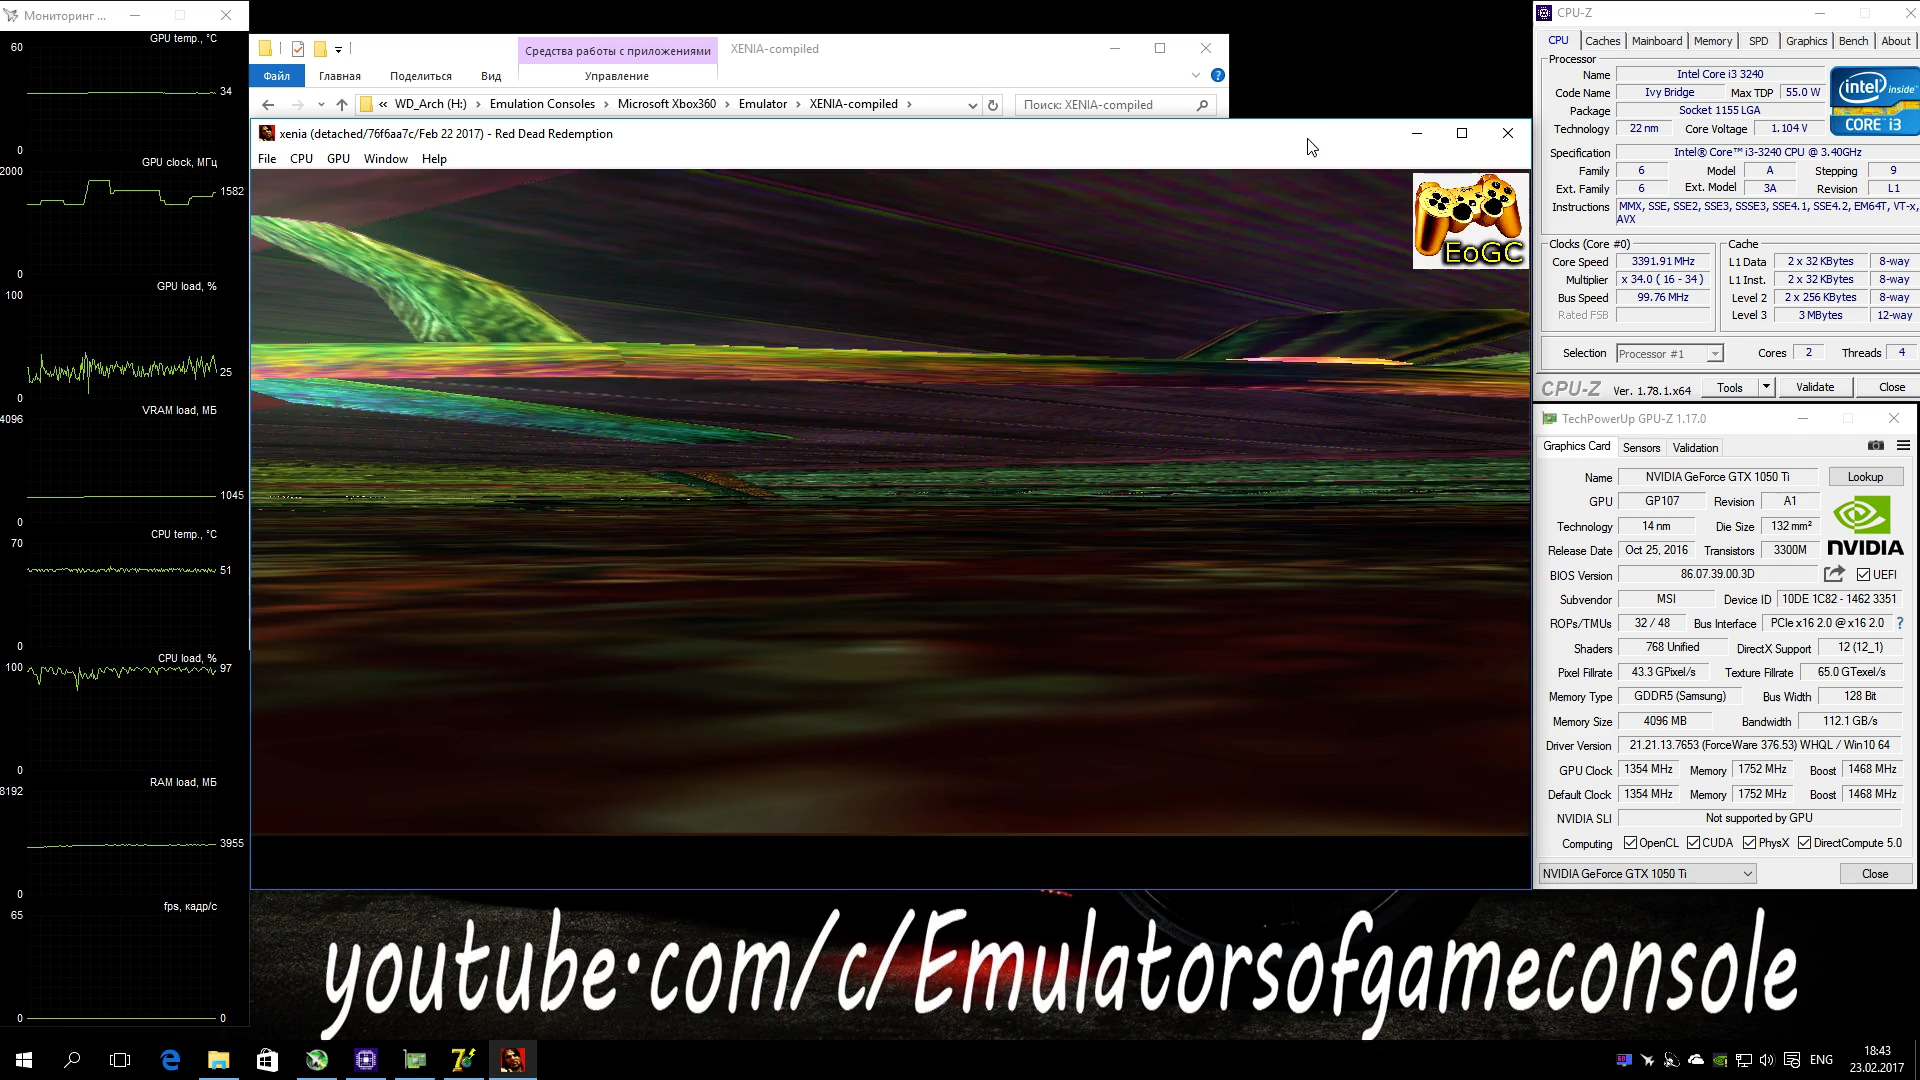 Мониторинг ...
GPU temp., °C
60
34
0
GPU clock, МГц
2000
1582
0
GPU load, %
100
25
0
VRAM load, МБ
4096
1045
0
CPU temp., °C
70
51
0
CPU load, %
100
97
0
RAM load, МБ
8192
3955
0
fps, кадр/с
65
0
0
Средства работы с приложениями
XENIA-compiled
Файл
Главная
Поделиться
Вид
Управление
« WD_Arch (H:) › Emulation Consoles › Microsoft Xbox360 › Emulator › XENIA-compiled ›
Поиск: XENIA-compiled
xenia (detached/76f6aa7c/Feb 22 2017) - Red Dead Redemption
File CPU GPU Window Help
EoGC
youtube.com/c/Emulatorsofgameconsole
CPU-Z
CPU Caches Mainboard Memory SPD Graphics Bench About
Processor
Name Intel Core i3 3240
Code Name Ivy Bridge Max TDP 55.0 W
Package Socket 1155 LGA
Technology 22 nm Core Voltage 1.104 V
intel inside™
CORE i3
Specification Intel® Core™ i3-3240 CPU @ 3.40GHz
Family 6 Model A Stepping 9
Ext. Family 6 Ext. Model 3A Revision L1
Instructions MMX, SSE, SSE2, SSE3, SSSE3, SSE4.1, SSE4.2, EM64T, VT-x,
AVX
Clocks (Core #0)
Core Speed 3391.91 MHz
Multiplier x 34.0 ( 16 - 34 )
Bus Speed 99.76 MHz
Rated FSB
Cache
L1 Data 2 x 32 KBytes 8-way
L1 Inst. 2 x 32 KBytes 8-way
Level 2 2 x 256 KBytes 8-way
Level 3 3 MBytes 12-way
Selection Processor #1 Cores 2 Threads 4
CPU-Z Ver. 1.78.1.x64 Tools Validate Close
TechPowerUp GPU-Z 1.17.0
Graphics Card Sensors Validation
Name NVIDIA GeForce GTX 1050 Ti Lookup
GPU GP107 Revision A1
Technology 14 nm Die Size 132 mm²
Release Date Oct 25, 2016 Transistors 3300M
NVIDIA
BIOS Version 86.07.39.00.3D UEFI
Subvendor MSI Device ID 10DE 1C82 - 1462 3351
ROPs/TMUs 32 / 48 Bus Interface PCIe x16 2.0 @ x16 2.0 ?
Shaders 768 Unified DirectX Support 12 (12_1)
Pixel Fillrate 43.3 GPixel/s Texture Fillrate 65.0 GTexel/s
Memory Type GDDR5 (Samsung) Bus Width 128 Bit
Memory Size 4096 MB Bandwidth 112.1 GB/s
Driver Version 21.21.13.7653 (ForceWare 376.53) WHQL / Win10 64
GPU Clock 1354 MHz Memory 1752 MHz Boost 1468 MHz
Default Clock 1354 MHz Memory 1752 MHz Boost 1468 MHz
NVIDIA SLI Not supported by GPU
Computing OpenCL CUDA PhysX DirectCompute 5.0
NVIDIA GeForce GTX 1050 Ti Close
ENG
18:43
23.02.2017